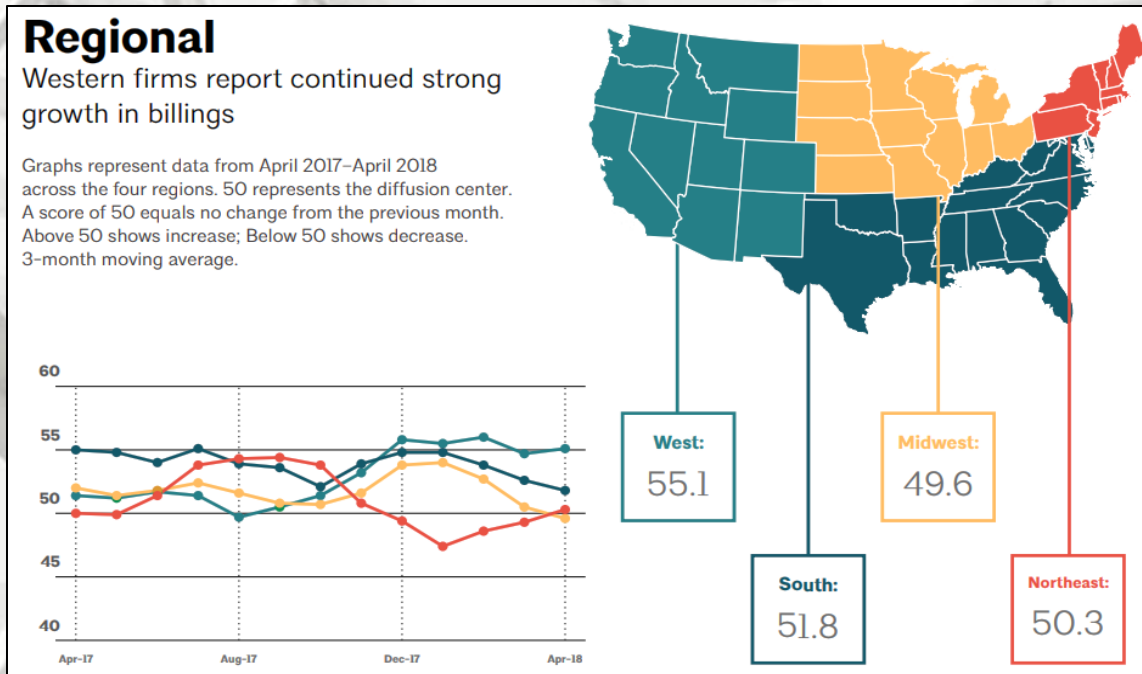 Regional
Western firms report continued strong
growth in billings
Graphs represent data from April 2017–April 2018
across the four regions. 50 represents the diffusion center.
A score of 50 equals no change from the previous month.
Above 50 shows increase; Below 50 shows decrease.
3-month moving average.
60
55
50
45
40
Apr-17 Aug-17 Dec-17 Apr-18
West:
55.1
Midwest:
49.6
South:
51.8
Northeast:
50.3